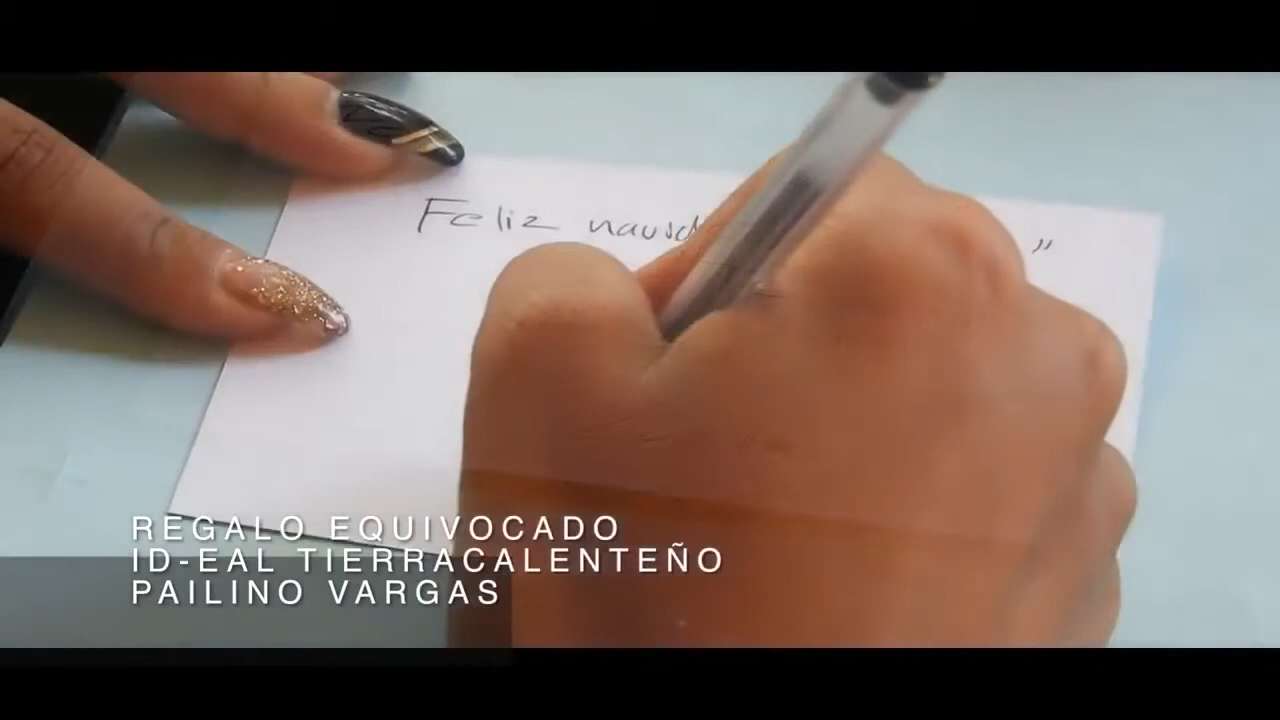 Feliz
REGALO EQUIVOCADO
ID-EAL TIERRACALENTEÑO
PAILINO VARGAS